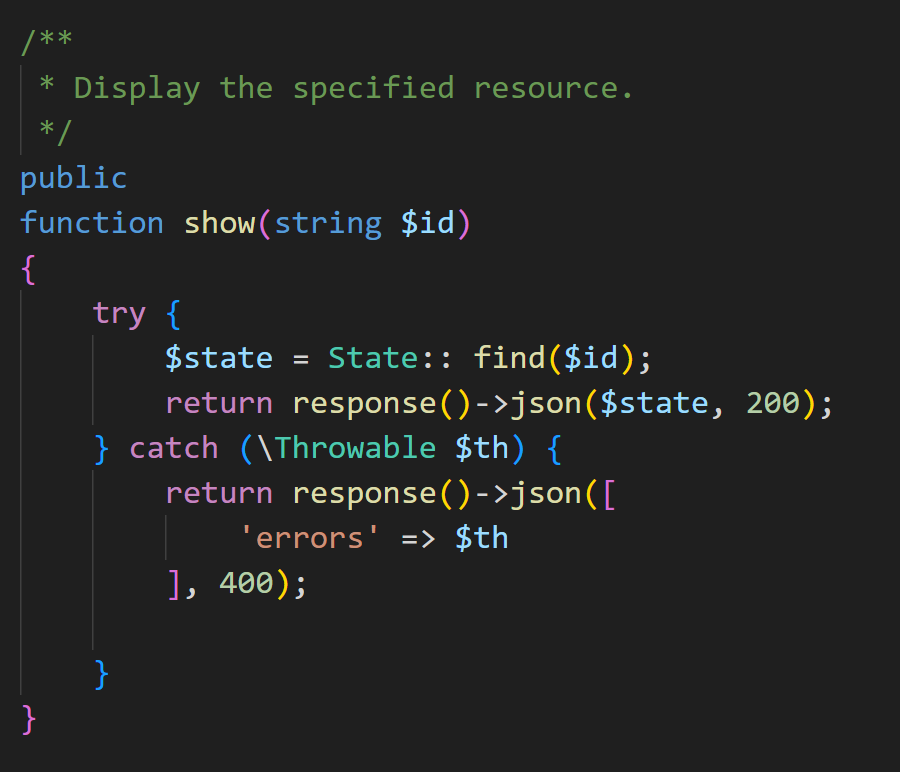 /**
 * Display the specified resource.
 */
public
function show(string $id)
{
    try {
        $state = State:: find($id);
        return response()->json($state, 200);
    } catch (\Throwable $th) {
        return response()->json([
            'errors' => $th
        ], 400);

    }
}